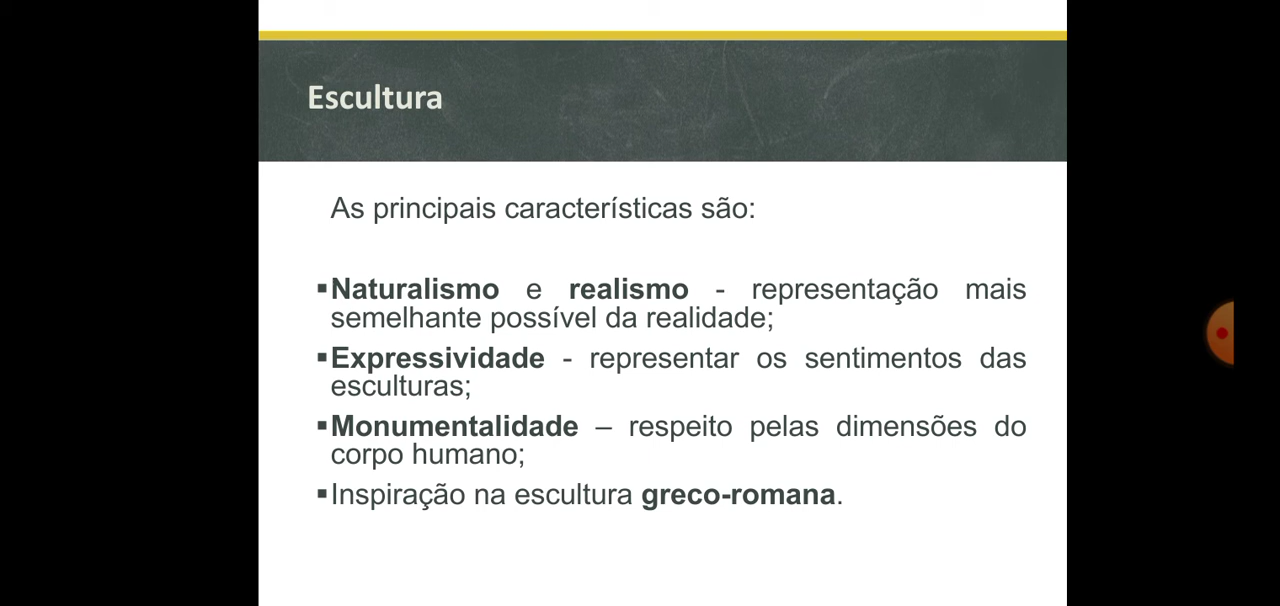 Escultura
As principais características são:
▪Naturalismo e realismo - representação mais
semelhante possível da realidade;
▪Expressividade - representar os sentimentos das
esculturas;
▪Monumentalidade – respeito pelas dimensões do
corpo humano;
▪Inspiração na escultura greco-romana.